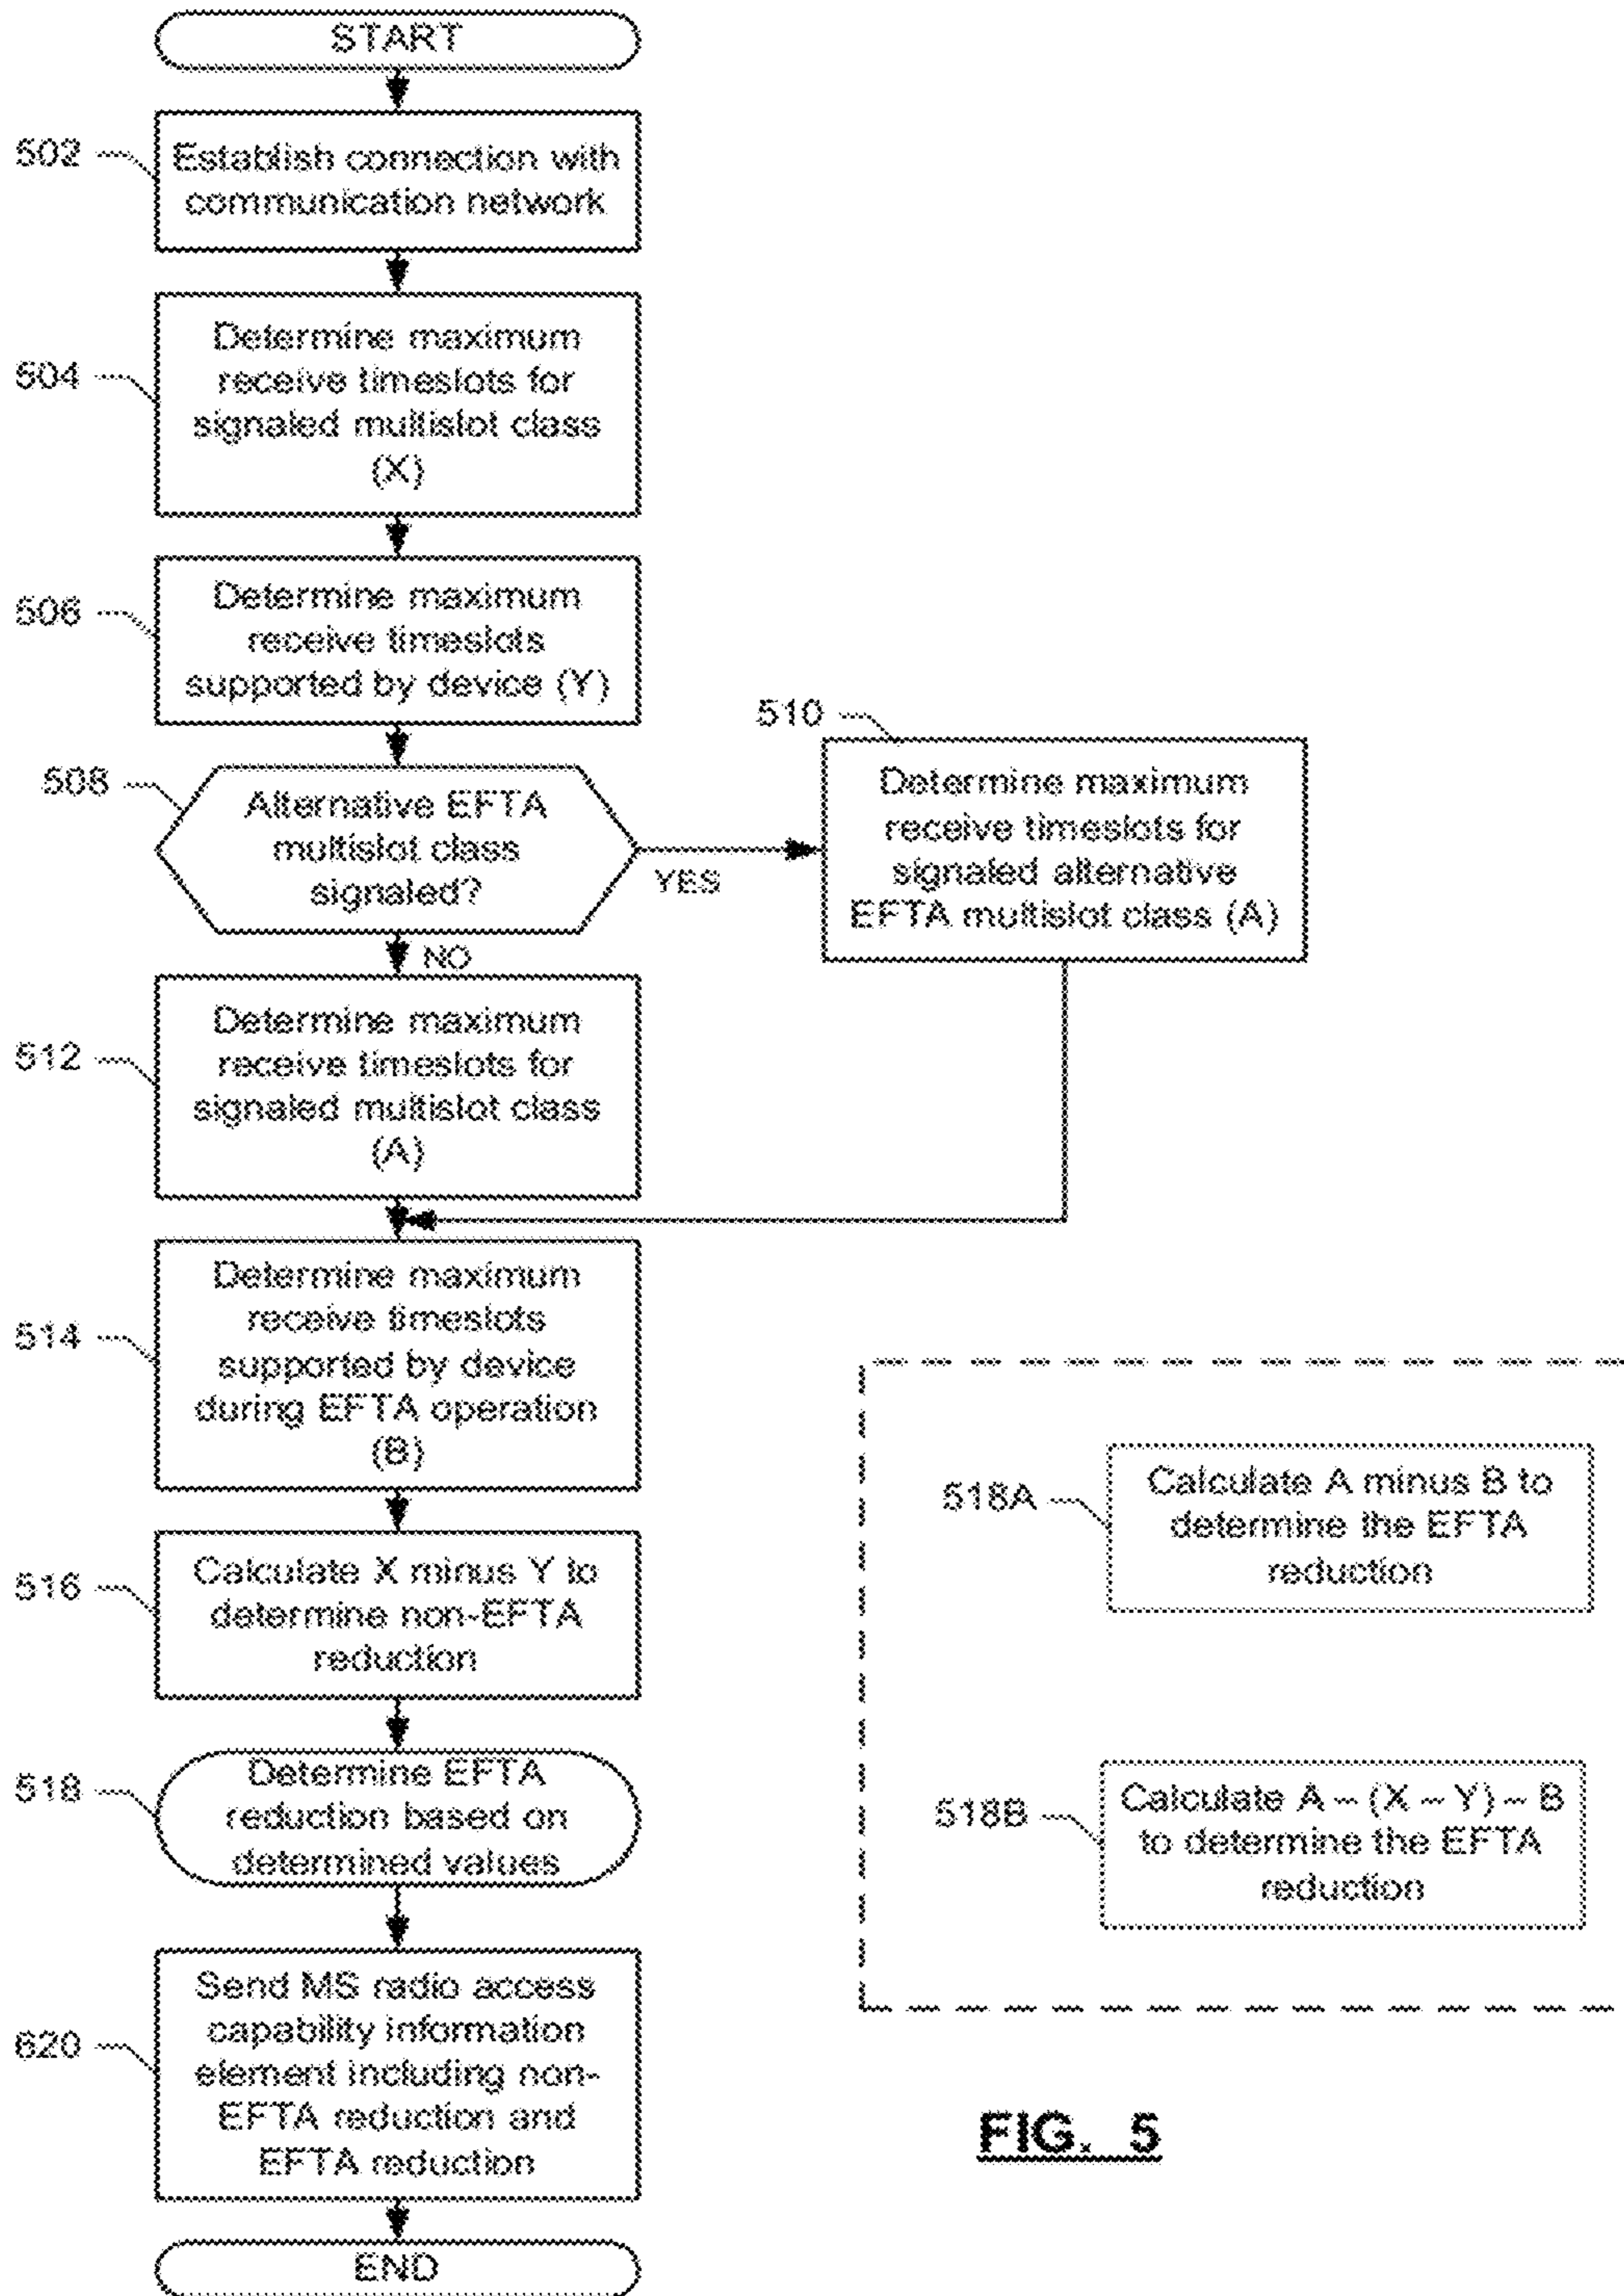 START
502
Establish connection with
communication network
504
Determine maximum
receive timeslots for
signaled multislot class
(X)
506
Determine maximum
receive timeslots
supported by device (Y)
508
Alternative EFTA
multislot class
signaled?
YES
NO
510
Determine maximum
receive timeslots for
signaled alternative
EFTA multislot class (A)
512
Determine maximum
receive timeslots for
signaled multislot class
(A)
514
Determine maximum
receive timeslots
supported by device
during EFTA operation
(B)
516
Calculate X minus Y to
determine non-EFTA
reduction
518
Determine EFTA
reduction based on
determined values
518A
Calculate A minus B to
determine the EFTA
reduction
518B
Calculate A – (X – Y) – B
to determine the EFTA
reduction
620
Send MS radio access
capability information
element including non-
EFTA reduction and
EFTA reduction
END
FIG. 5